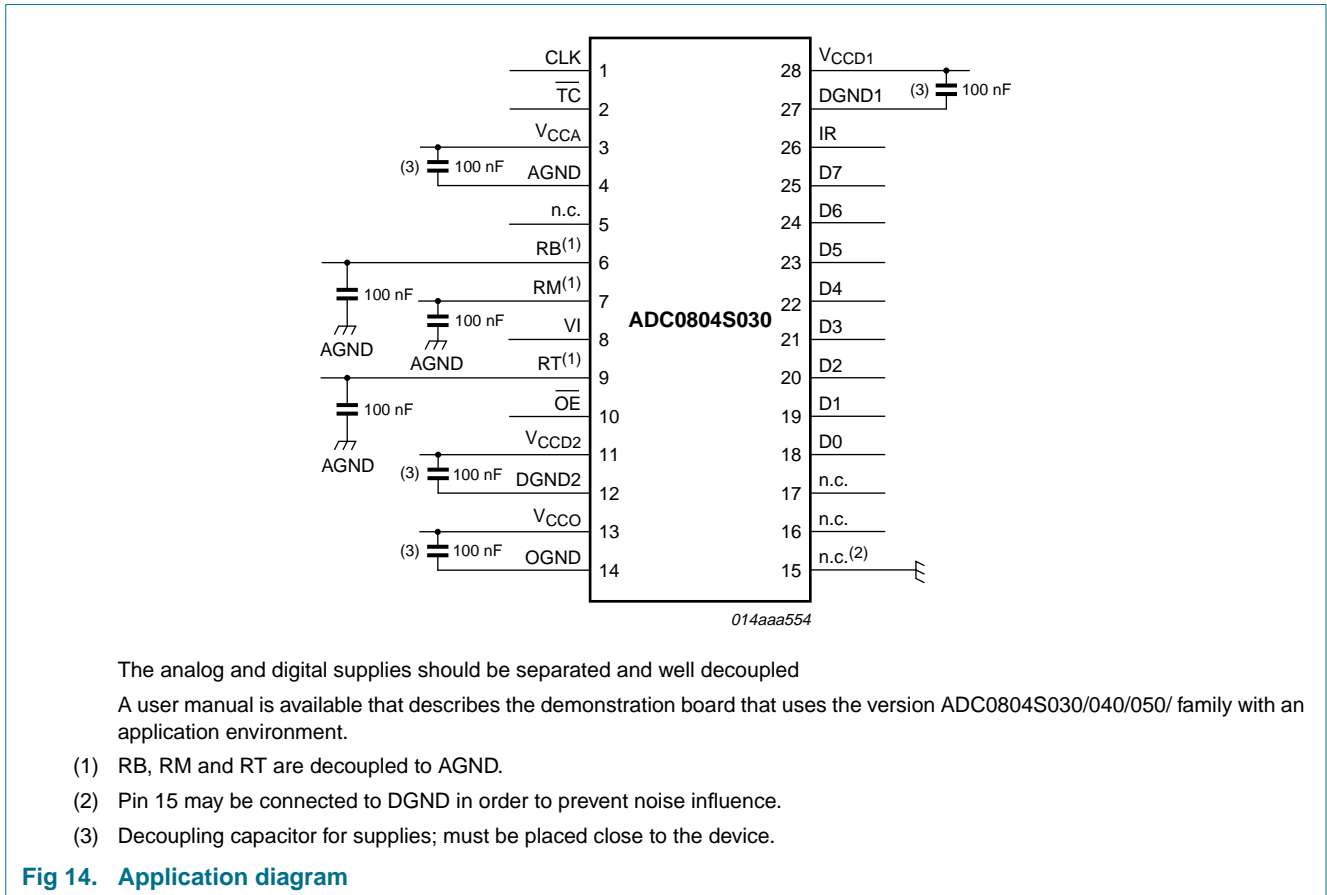 CLK 1
TC 2
VCCA 3
(3) 100 nF
AGND 4
n.c. 5
RB(1) 6
100 nF
AGND
RM(1) 7
100 nF
AGND
VI 8
RT(1) 9
100 nF
AGND
OE 10
VCCD2 11
(3) 100 nF
DGND2 12
VCCO 13
(3) 100 nF
OGND 14
ADC0804S030
28 VCCD1
(3) 100 nF
27 DGND1
26 IR
25 D7
24 D6
23 D5
22 D4
21 D3
20 D2
19 D1
18 D0
17 n.c.
16 n.c.
15 n.c.(2)
014aaa554
The analog and digital supplies should be separated and well decoupled
A user manual is available that describes the demonstration board that uses the version ADC0804S030/040/050/ family with an
application environment.
(1) RB, RM and RT are decoupled to AGND.
(2) Pin 15 may be connected to DGND in order to prevent noise influence.
(3) Decoupling capacitor for supplies; must be placed close to the device.
Fig 14. Application diagram